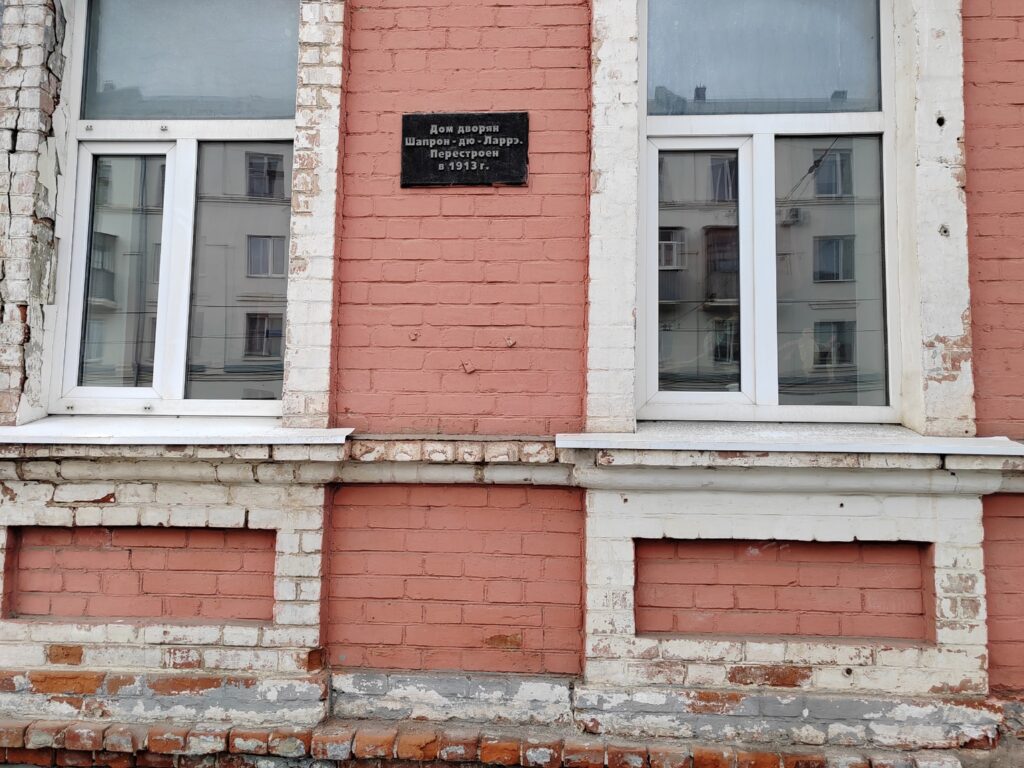 Дом дворян
Шапрон - дю - Ларрэ.
Перестроен
в 1913 г.